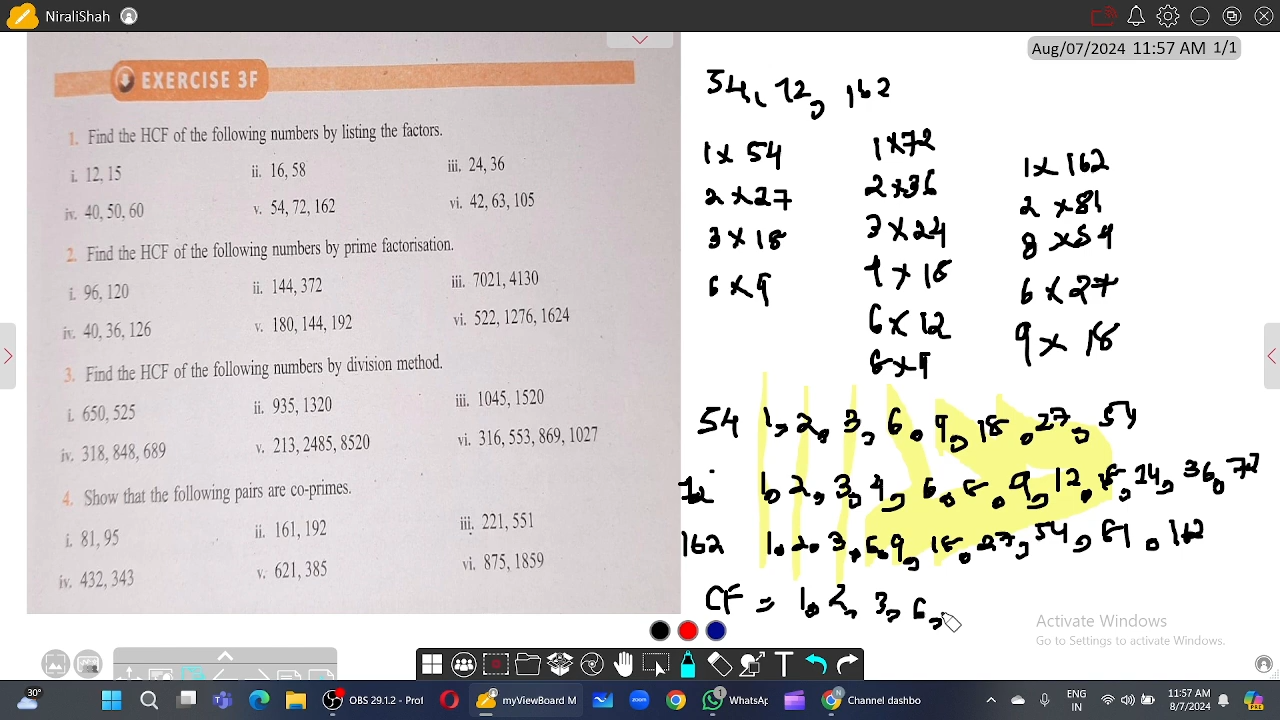 NiraliShah
Aug/07/2024 11:57 AM 1/1
EXERCISE 3F
1. Find the HCF of the following numbers by listing the factors.
i. 12, 15 ii. 16, 58 iii. 24, 36
iv. 40, 50, 60 v. 54, 72, 162 vi. 42, 63, 105
2. Find the HCF of the following numbers by prime factorisation.
i. 96, 120 ii. 144, 372 iii. 7021, 4130
iv. 40, 36, 126 v. 180, 144, 192 vi. 522, 1276, 1624
3. Find the HCF of the following numbers by division method.
i. 650, 525 ii. 935, 1320 iii. 1045, 1520
iv. 318, 848, 689 v. 213, 2485, 8520 vi. 316, 553, 869, 1027
4. Show that the following pairs are co-primes.
i. 81, 95 ii. 161, 192 iii. 221, 551
iv. 432, 343 v. 621, 385 vi. 875, 1859
54, 72, 162
1 x 54 1 x 72 1 x 162
2 x 27 2 x 36 2 x 81
3 x 18 3 x 24 3 x 54
6 x 9 4 x 18 6 x 27
6 x 12 9 x 18
8 x 9
54 1, 2, 3, 6, 9, 18, 27, 54
72 1, 2, 3, 4, 6, 8, 9, 12, 18, 24, 36, 72
162 1, 2, 3, 6, 9, 18, 27, 54, 81, 162
CF = 1, 2, 3, 6,
Activate Windows
Go to Settings to activate Windows.
30° OBS 29.1.2 - Prof myViewBoard M WhatsAp Channel dashbo ENG IN 11:57 AM 8/7/2024